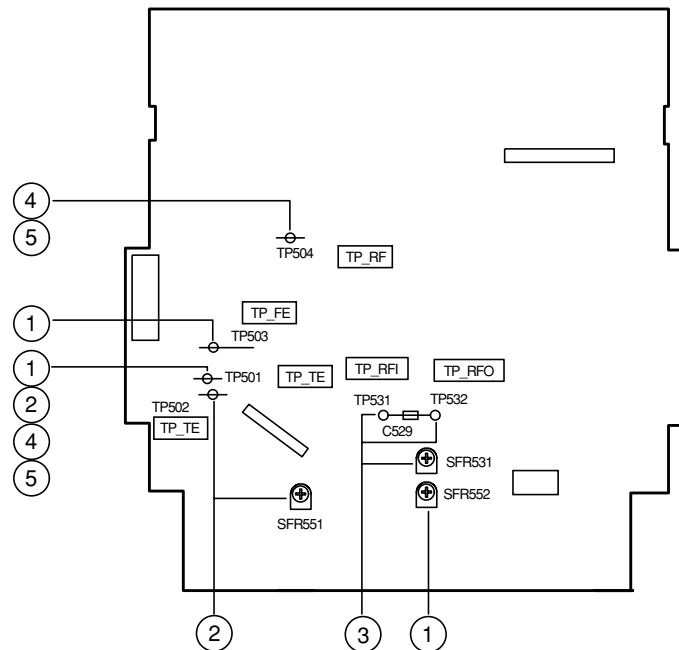 4
5
TP504
TP_RF
TP_FE
1
TP503
1
TP501
TP_TE
TP_RFI
TP_RFO
2
TP502
TP531
TP532
TP_TE
C529
4
5
SFR531
SFR552
SFR551
2
3
1